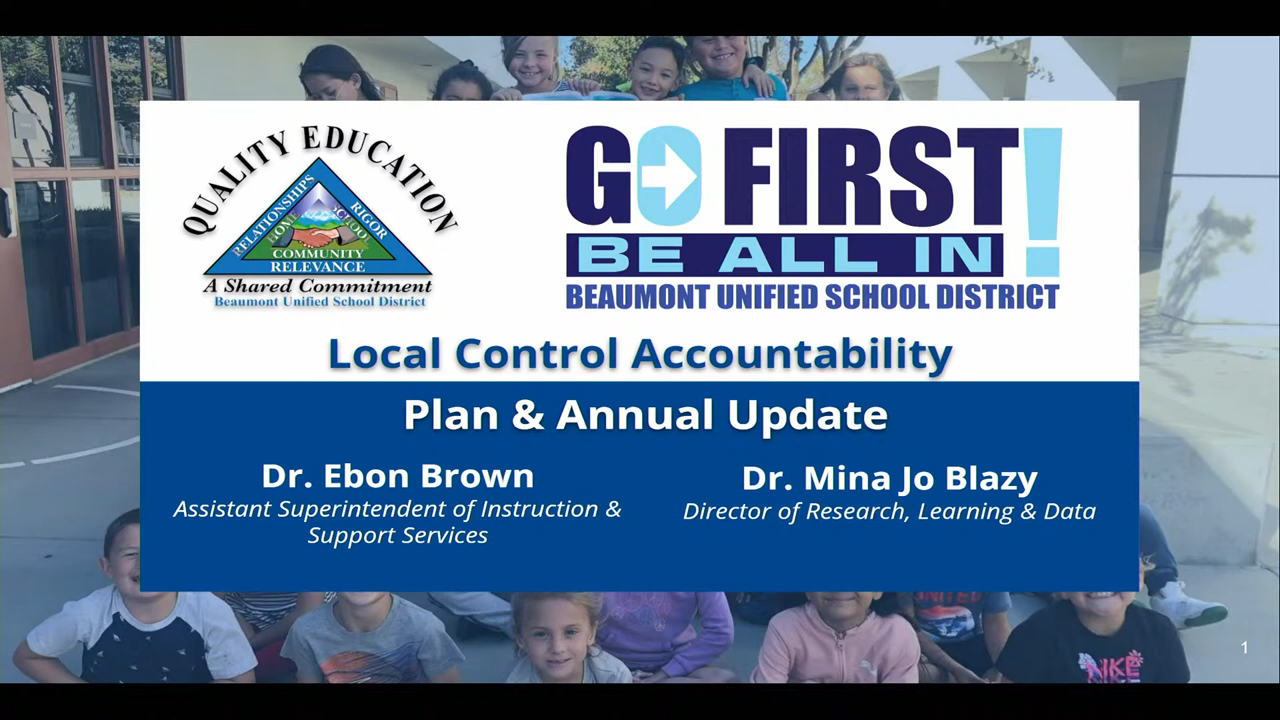 QUALITY EDUCATION
RELATIONSHIPS
RIGOR
HOME
SCHOOL
COMMUNITY
RELEVANCE
A Shared Commitment
Beaumont Unified School District
GO FIRST!
BE ALL IN
BEAUMONT UNIFIED SCHOOL DISTRICT
Local Control Accountability
Plan & Annual Update
Dr. Ebon Brown
Assistant Superintendent of Instruction &
Support Services
Dr. Mina Jo Blazy
Director of Research, Learning & Data
UNITED
NIKE
1